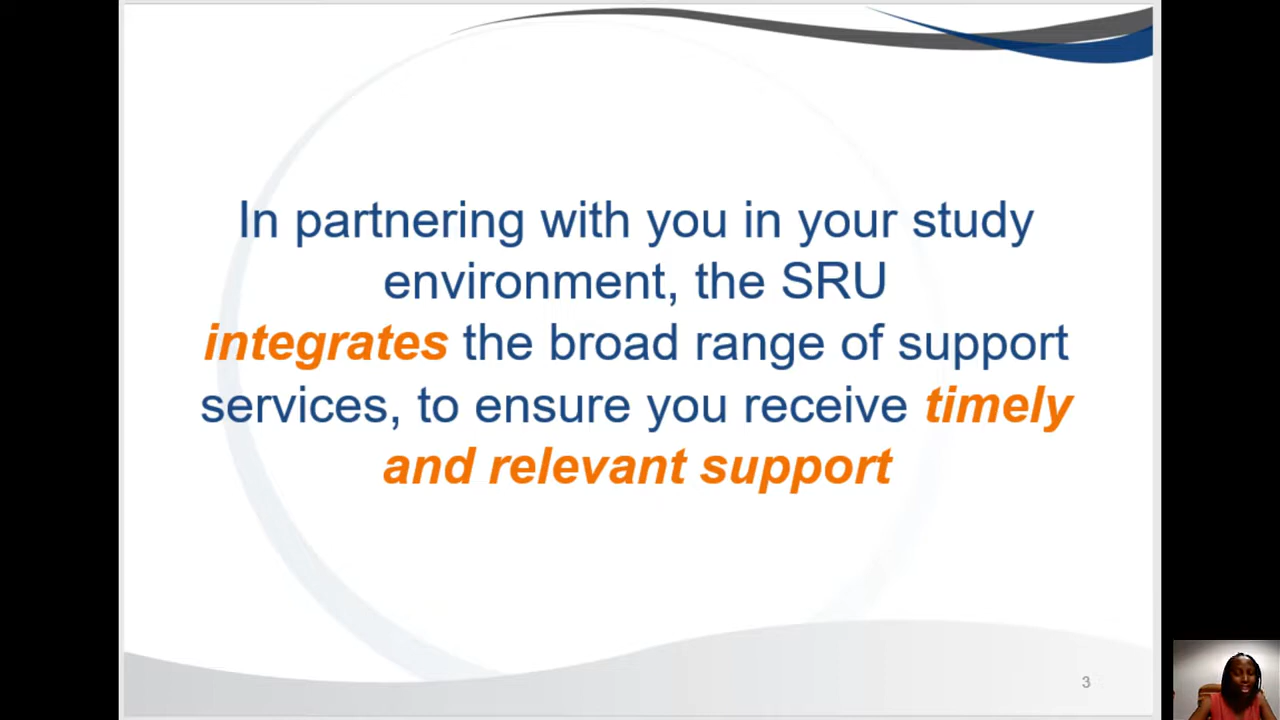 In partnering with you in your study
environment, the SRU
integrates the broad range of support
services, to ensure you receive timely
and relevant support
3